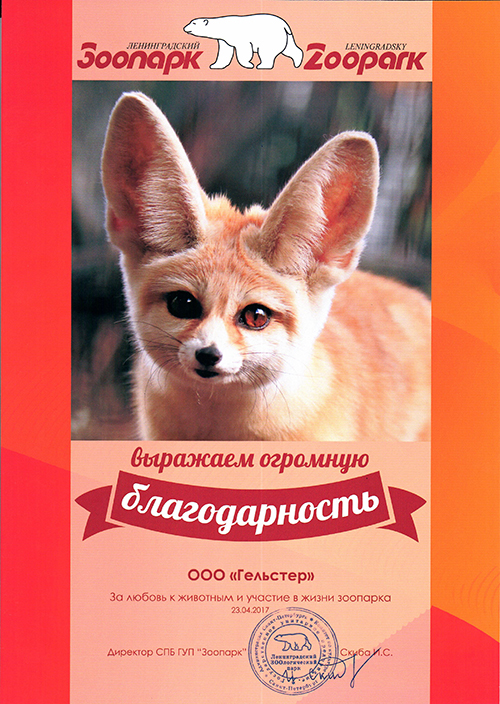 ЛЕНИНГРАДСКИЙ
Зоопарк
LENINGRADSKY
Zoopark
выражаем огромную
благодарность
ООО «Гельстер»
За любовь к животным и участие в жизни зоопарка
23.04.2017
Директор СПБ ГУП "Зоопарк"
Скиба И.С.
Ленинградский
ЗООлогический
парк